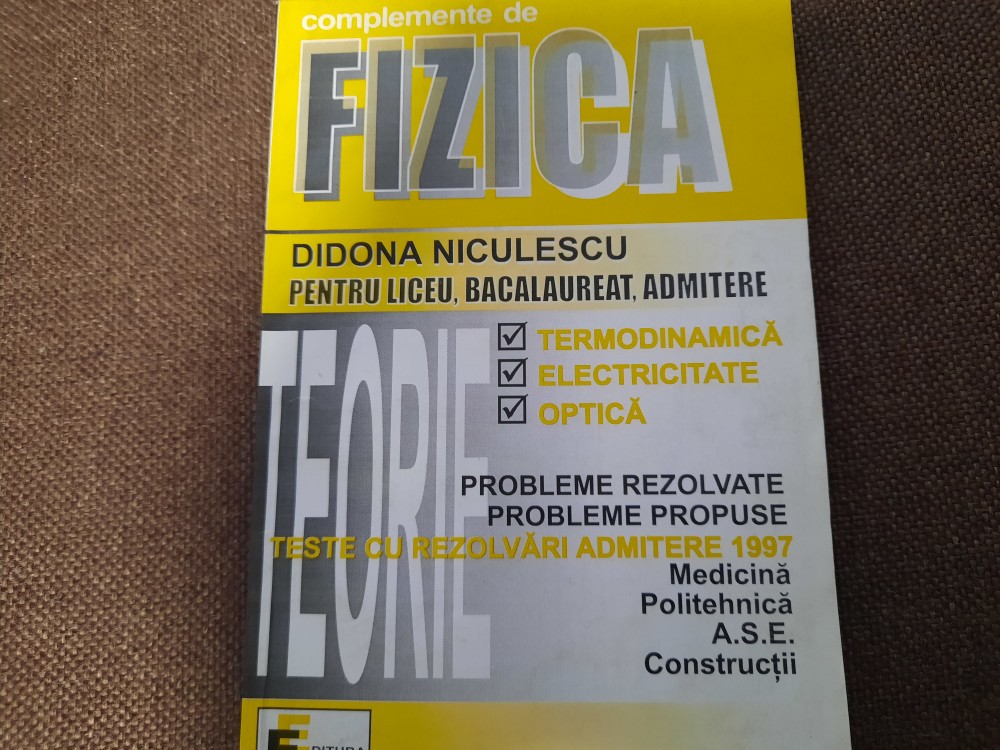 complemente de
FIZICA
DIDONA NICULESCU
PENTRU LICEU, BACALAUREAT, ADMITERE
TEORIE
TERMODINAMICĂ
ELECTRICITATE
OPTICĂ
PROBLEME REZOLVATE
PROBLEME PROPUSE
TESTE CU REZOLVĂRI ADMITERE 1997
Medicină
Politehnică
A.S.E.
Construcții
EDITURA